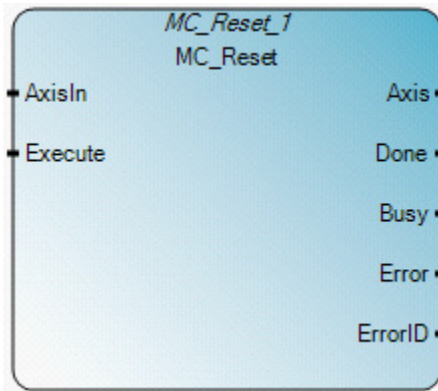 MC_Reset_1
MC_Reset
AxisIn Axis
Execute Done
Busy
Error
ErrorID